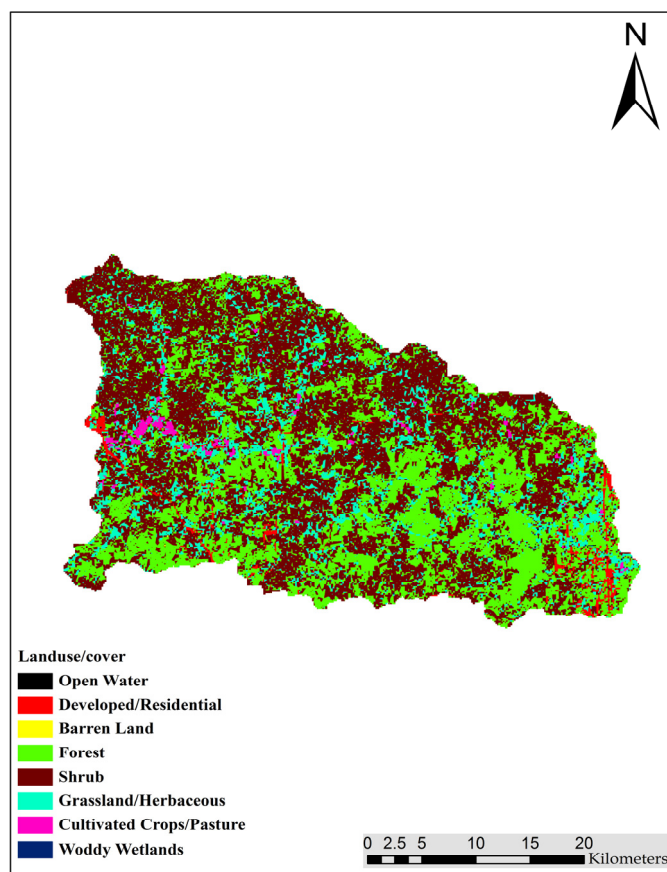 N
Landuse/cover
Open Water
Developed/Residential
Barren Land
Forest
Shrub
Grassland/Herbaceous
Cultivated Crops/Pasture
Woddy Wetlands
0 2.5 5 10 15 20
Kilometers